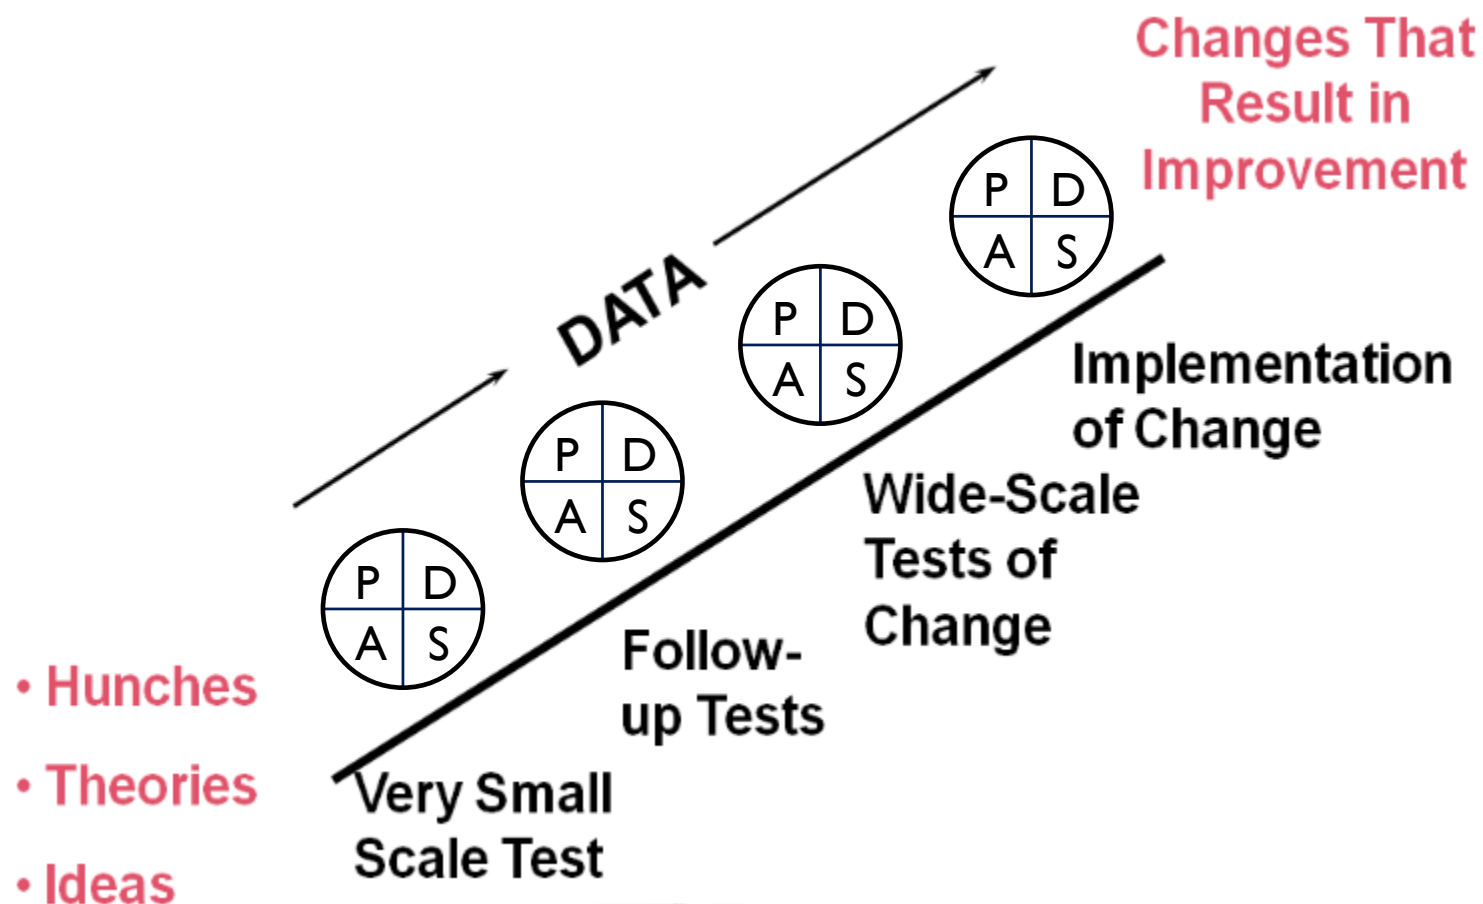 Changes That
Result in
Improvement
P D
A S
DATA
P D
A S
Implementation
of Change
P D
A S
Wide-Scale
Tests of
Change
P D
A S
Follow-
up Tests
• Hunches
• Theories
• Ideas
Very Small
Scale Test